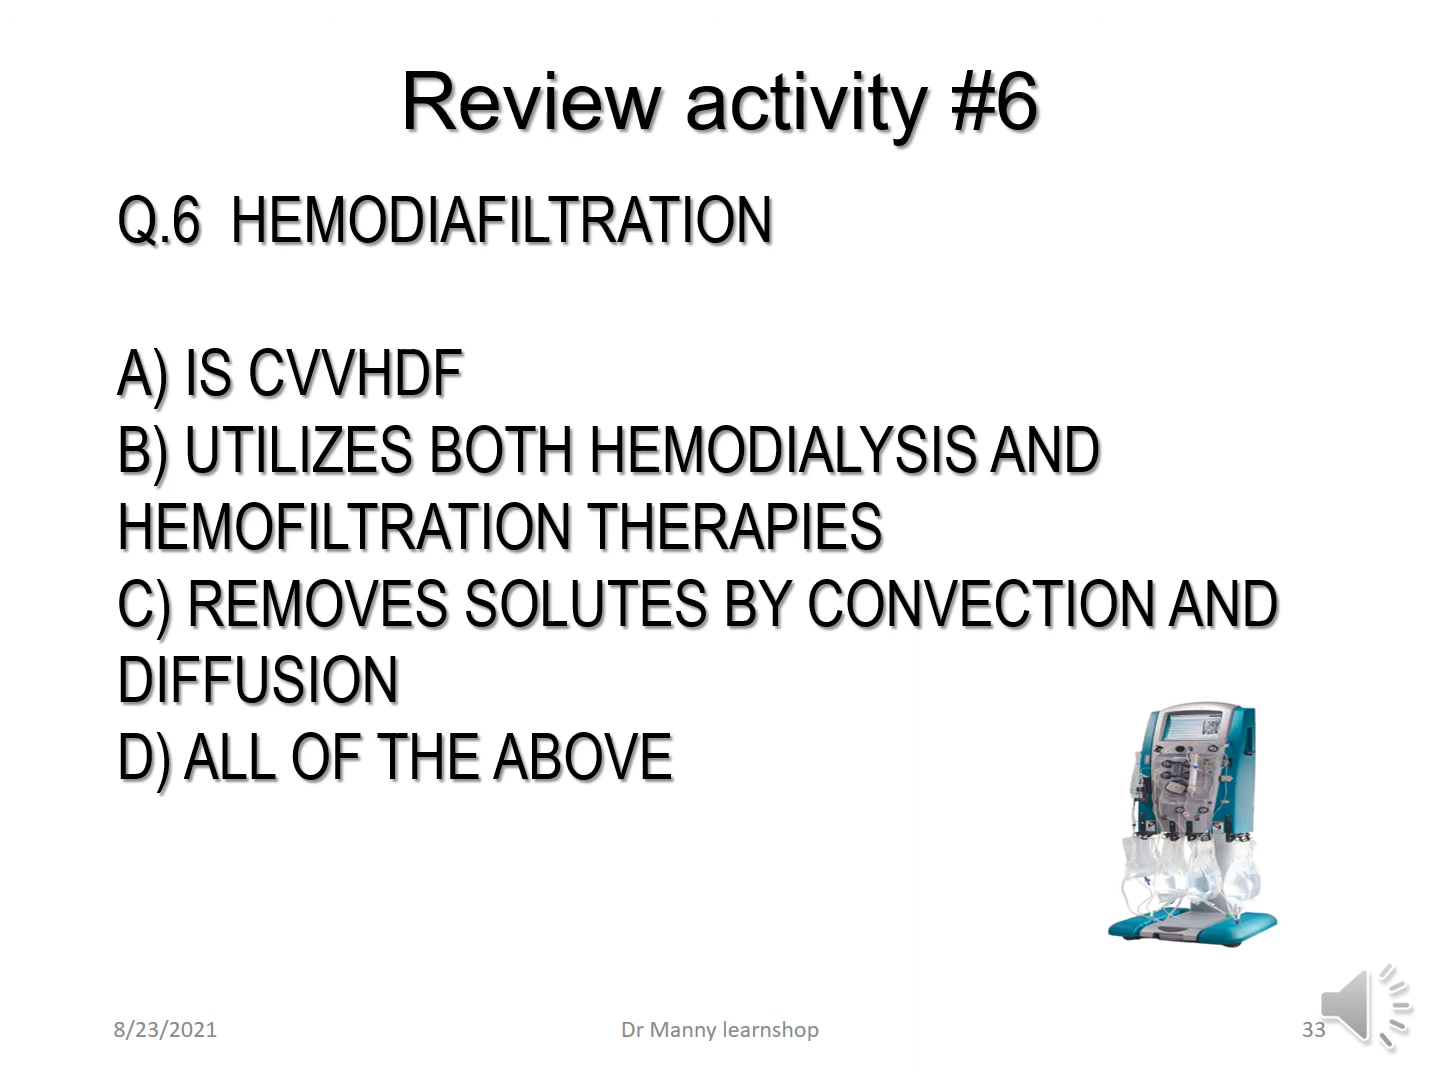 Review activity #6
Q.6 HEMODIAFILTRATION
A) IS CVVHDF
B) UTILIZES BOTH HEMODIALYSIS AND
HEMOFILTRATION THERAPIES
C) REMOVES SOLUTES BY CONVECTION AND
DIFFUSION
D) ALL OF THE ABOVE
8/23/2021
Dr Manny learnshop
33